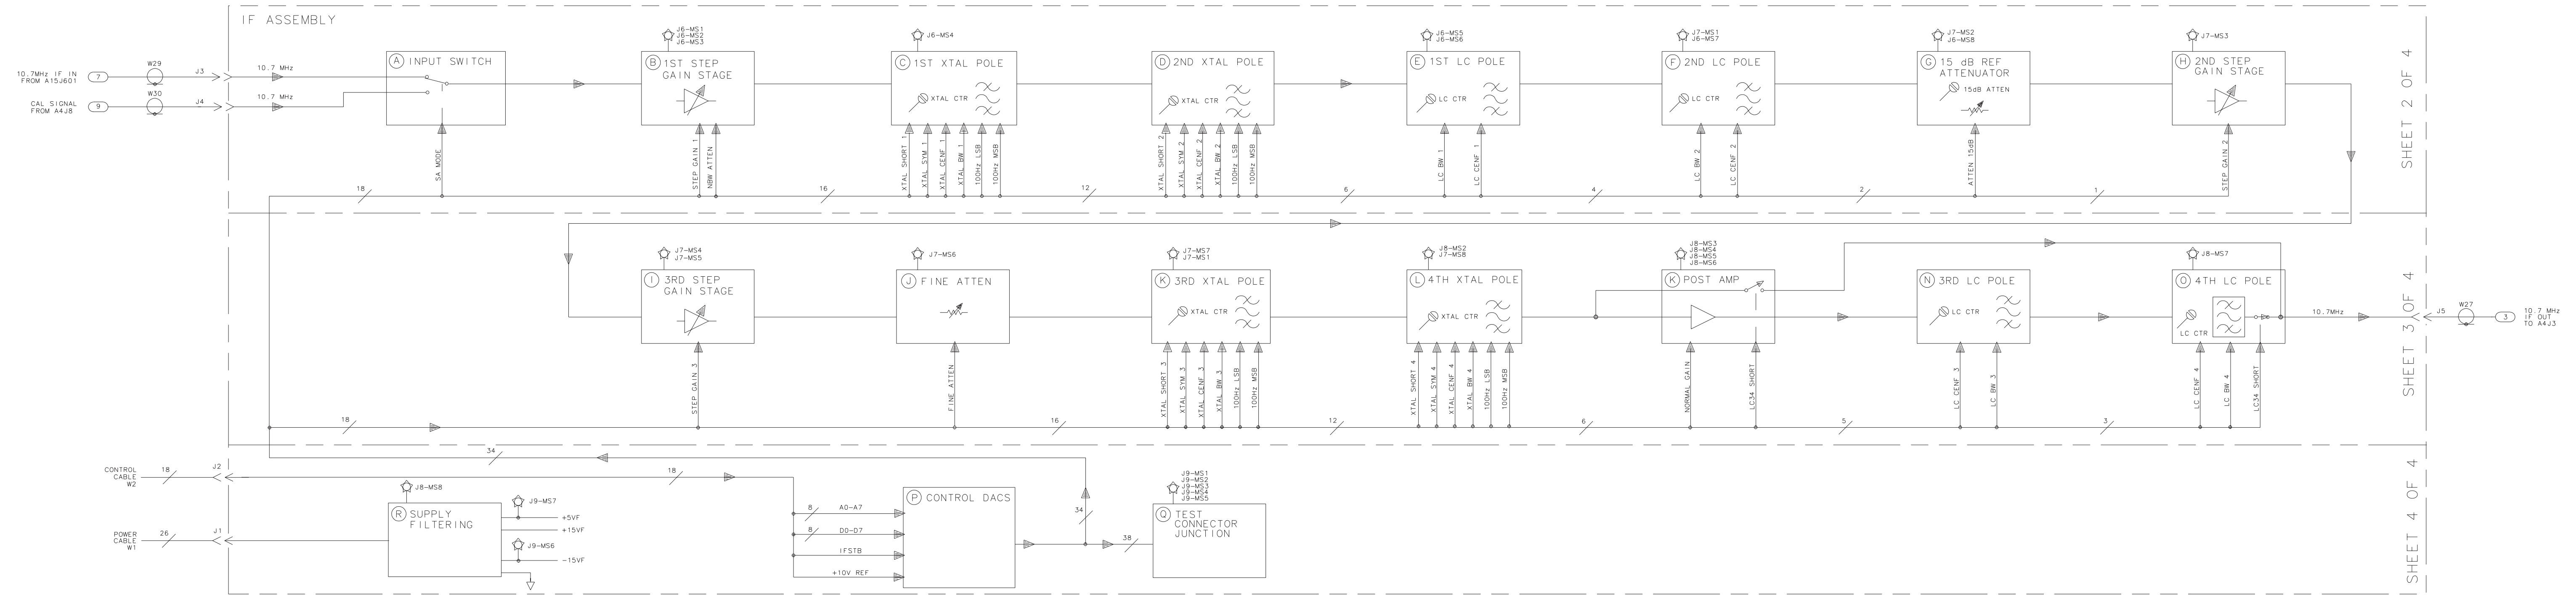 IF ASSEMBLY
10.7MHz IF IN
FROM A15J601
7
W29
J3
10.7 MHz
CAL SIGNAL
FROM A4J8
9
W30
J4
10.7 MHz
A INPUT SWITCH
SA MODE
J6-MS1
J6-MS2
J6-MS3
B 1ST STEP
GAIN STAGE
STEP GAIN 1
NBW ATTEN
J6-MS4
C 1ST XTAL POLE
XTAL CTR
XTAL SHORT 1
XTAL SYM 1
XTAL CENF 1
XTAL BW 1
100Hz LSB
100Hz MSB
D 2ND XTAL POLE
XTAL CTR
XTAL SHORT 2
XTAL SYM 2
XTAL CENF 2
XTAL BW 2
100Hz LSB
100Hz MSB
J6-MS5
J6-MS6
E 1ST LC POLE
LC CTR
LC BW 1
LC CENF 1
J7-MS1
J6-MS7
F 2ND LC POLE
LC CTR
LC BW 2
LC CENF 2
J7-MS2
J6-MS8
G 15 dB REF
ATTENUATOR
15dB ATTEN
ATTEN 15dB
J7-MS3
H 2ND STEP
GAIN STAGE
STEP GAIN 2
18
16
12
6
4
2
1
SHEET 2 OF 4
J7-MS4
J7-MS5
I 3RD STEP
GAIN STAGE
STEP GAIN 3
J7-MS6
J FINE ATTEN
FINE ATTEN
J7-MS7
J7-MS1
K 3RD XTAL POLE
XTAL CTR
XTAL SHORT 3
XTAL SYM 3
XTAL CENF 3
XTAL BW 3
100Hz LSB
100Hz MSB
J8-MS2
J7-MS8
L 4TH XTAL POLE
XTAL CTR
XTAL SHORT 4
XTAL SYM 4
XTAL CENF 4
XTAL BW 4
100Hz LSB
100Hz MSB
J8-MS3
J8-MS4
J8-MS5
J8-MS6
K POST AMP
NORMAL GAIN
LC34 SHORT
N 3RD LC POLE
LC CTR
LC CENF 3
LC BW 3
J8-MS7
O 4TH LC POLE
LC CTR
LC CENF 4
LC BW 4
LC34 SHORT
10.7MHz
J5
W27
3
10.7 MHz
IF OUT
TO A4J3
18
16
12
6
5
3
SHEET 3 OF 4
34
CONTROL
CABLE
W2
18
J2
18
POWER
CABLE
W1
26
J1
J8-MS8
R SUPPLY
FILTERING
J9-MS7
+5VF
+15VF
J9-MS6
-15VF
8
A0-A7
8
D0-D7
IFSTB
+10V REF
P CONTROL DACS
34
38
J9-MS1
J9-MS2
J9-MS3
J9-MS4
J9-MS5
Q TEST
CONNECTOR
JUNCTION
SHEET 4 OF 4